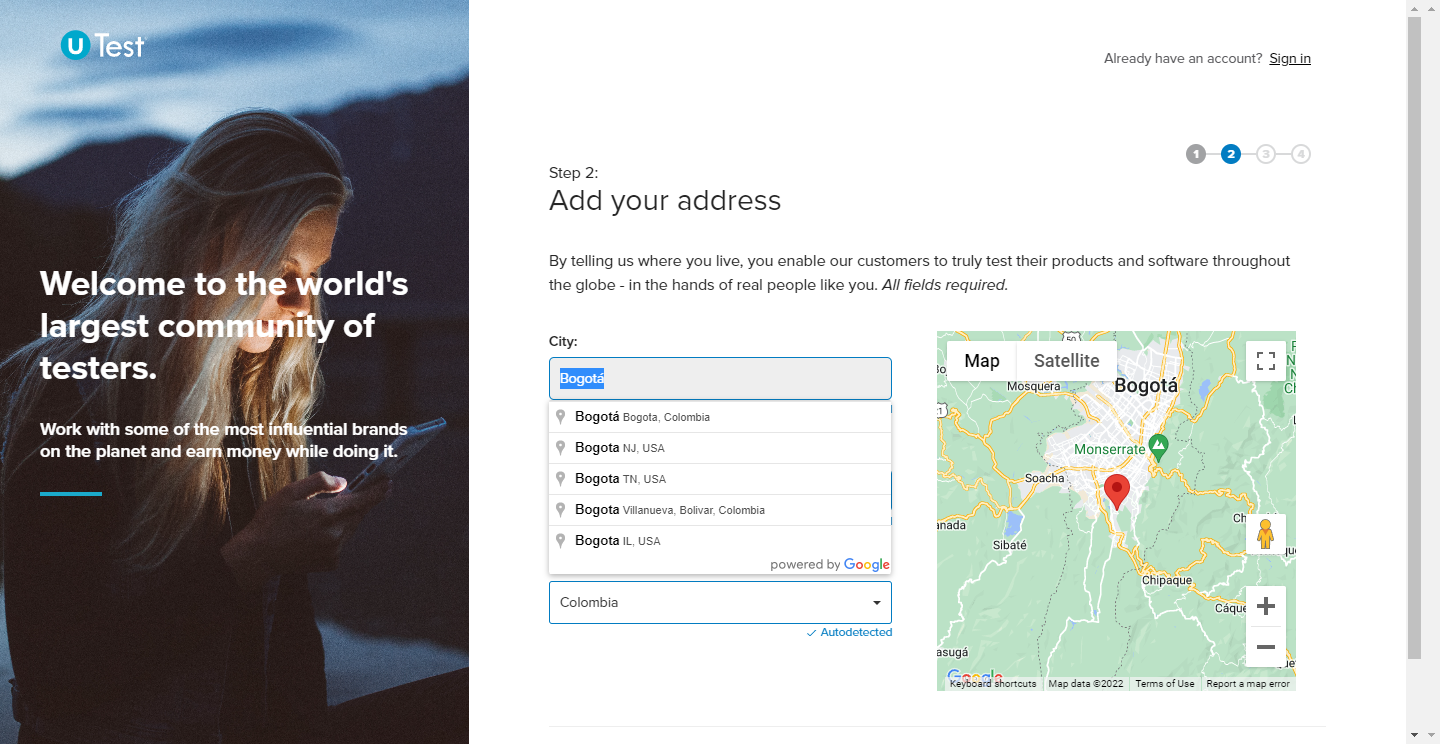 U Test
Already have an account? Sign in
1 2 3 4
Step 2:
Add your address
By telling us where you live, you enable our customers to truly test their products and software throughout
the globe - in the hands of real people like you. All fields required.
Welcome to the world's
largest community of
testers.
Work with some of the most influential brands
on the planet and earn money while doing it.
City:
Bogotá
Bogotá Bogota, Colombia
Bogota NJ, USA
Bogota TN, USA
Bogota Villanueva, Bolivar, Colombia
Bogota IL, USA
powered by Google
Colombia
Autodetected
Map Satellite
50
Mosquera
Bogotá
21
Monserrate
Soacha
Sibaté
Chipaque
Google
Keyboard shortcuts Map data ©2022 Terms of Use Report a map error